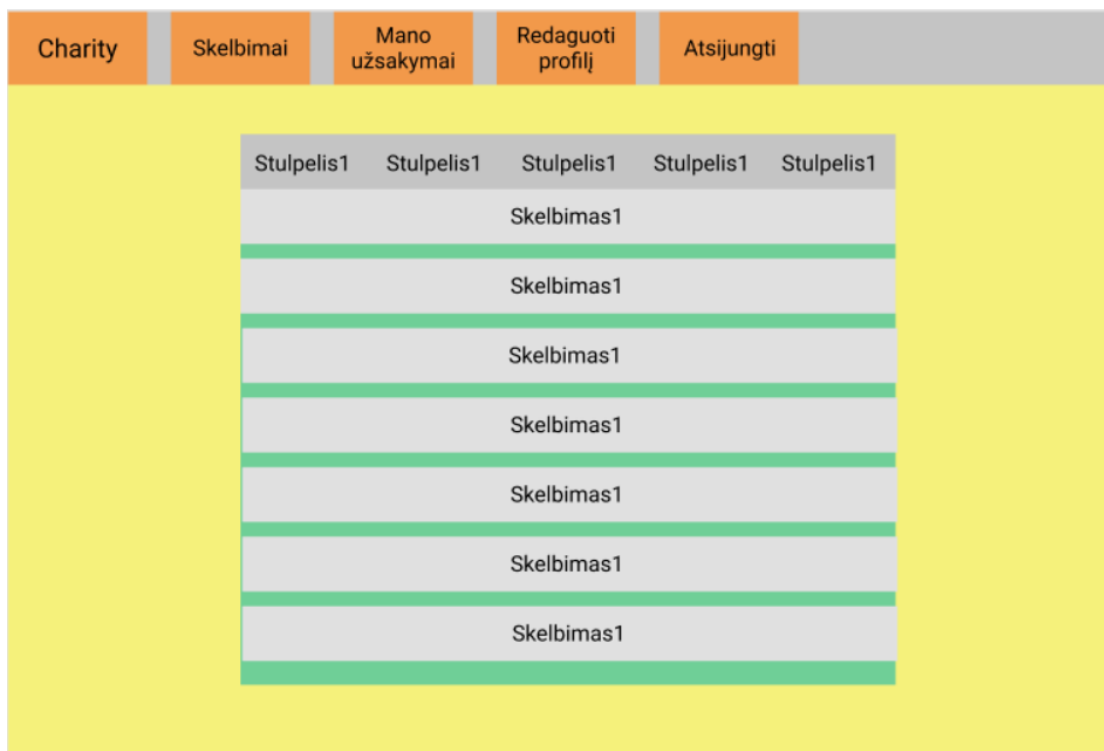 Charity
Skelbimai
Mano
užsakymai
Redaguoti
profilį
Atsijungti
Stulpelis1 Stulpelis1 Stulpelis1 Stulpelis1 Stulpelis1
Skelbimas1
Skelbimas1
Skelbimas1
Skelbimas1
Skelbimas1
Skelbimas1
Skelbimas1